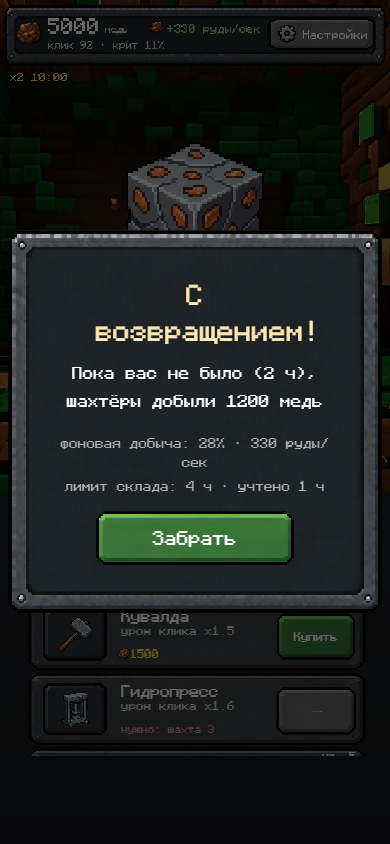 5000 медь
+330 руды/сек
Настройки
клик 92 · крит 11%
x2 10:00
С
возвращением!
Пока вас не было (2 ч),
шахтёры добыли 1200 медь
фоновая добыча: 28% · 330 руды/
сек
лимит склада: 4 ч · учтено 1 ч
Забрать
Кувалда
урон клика x1.5
1500
Купить
Гидропресс
урон клика x1.6
нужно: шахта 3
—